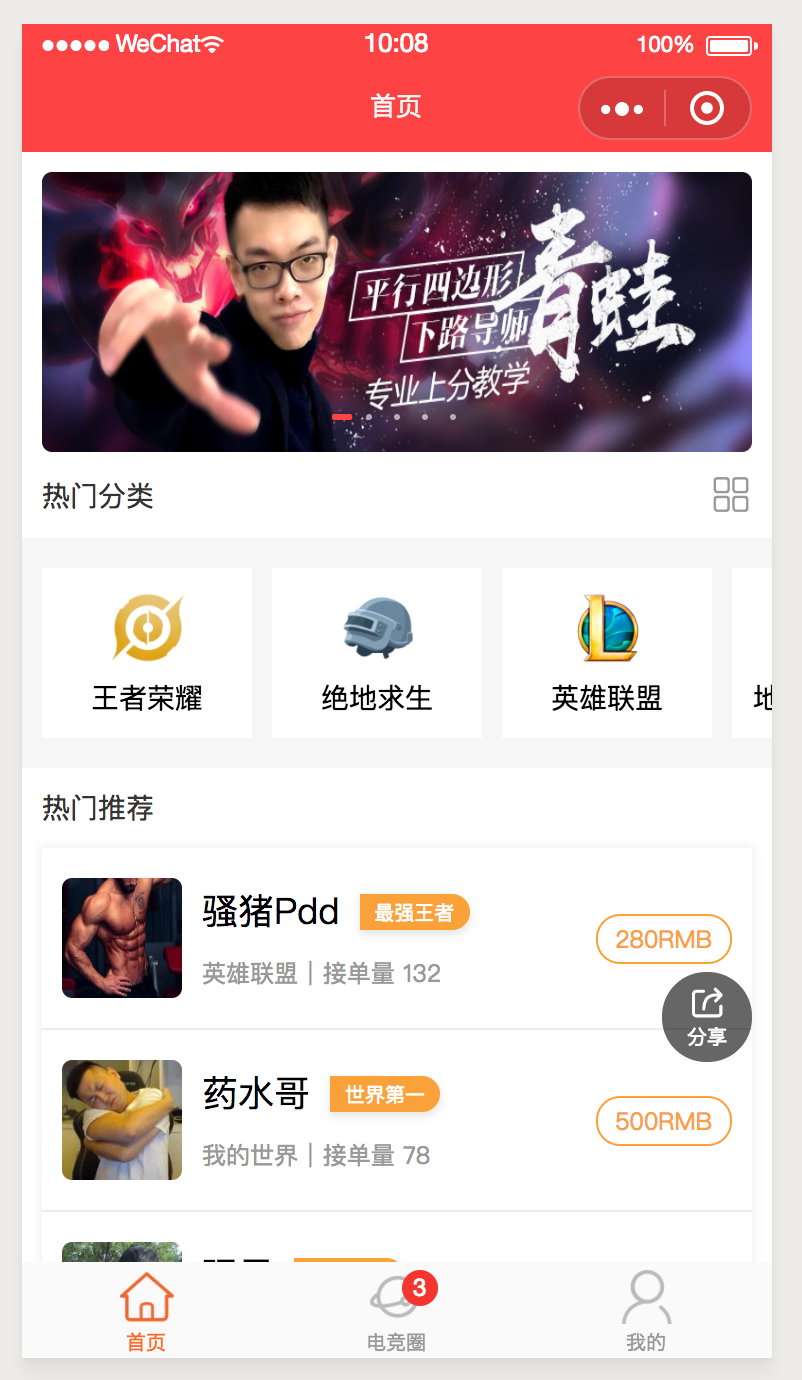 WeChat
10:08
100%
首页
平行四边形
下路导师
青蛙
专业上分教学
热门分类
王者荣耀
绝地求生
英雄联盟
地
热门推荐
骚猪Pdd
最强王者
英雄联盟｜接单量 132
280RMB
分享
药水哥
世界第一
我的世界｜接单量 78
500RMB
首页
3
电竞圈
我的